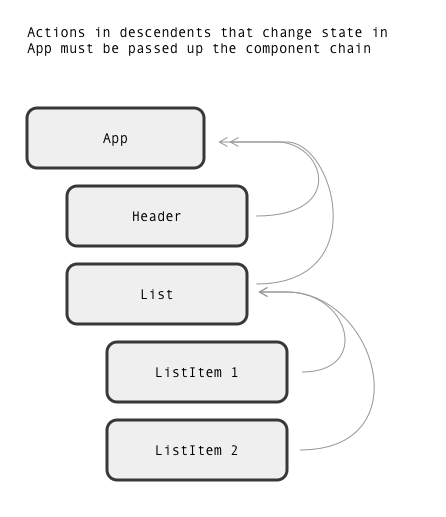 Actions in descendents that change state in
App must be passed up the component chain
App
Header
List
ListItem 1
ListItem 2